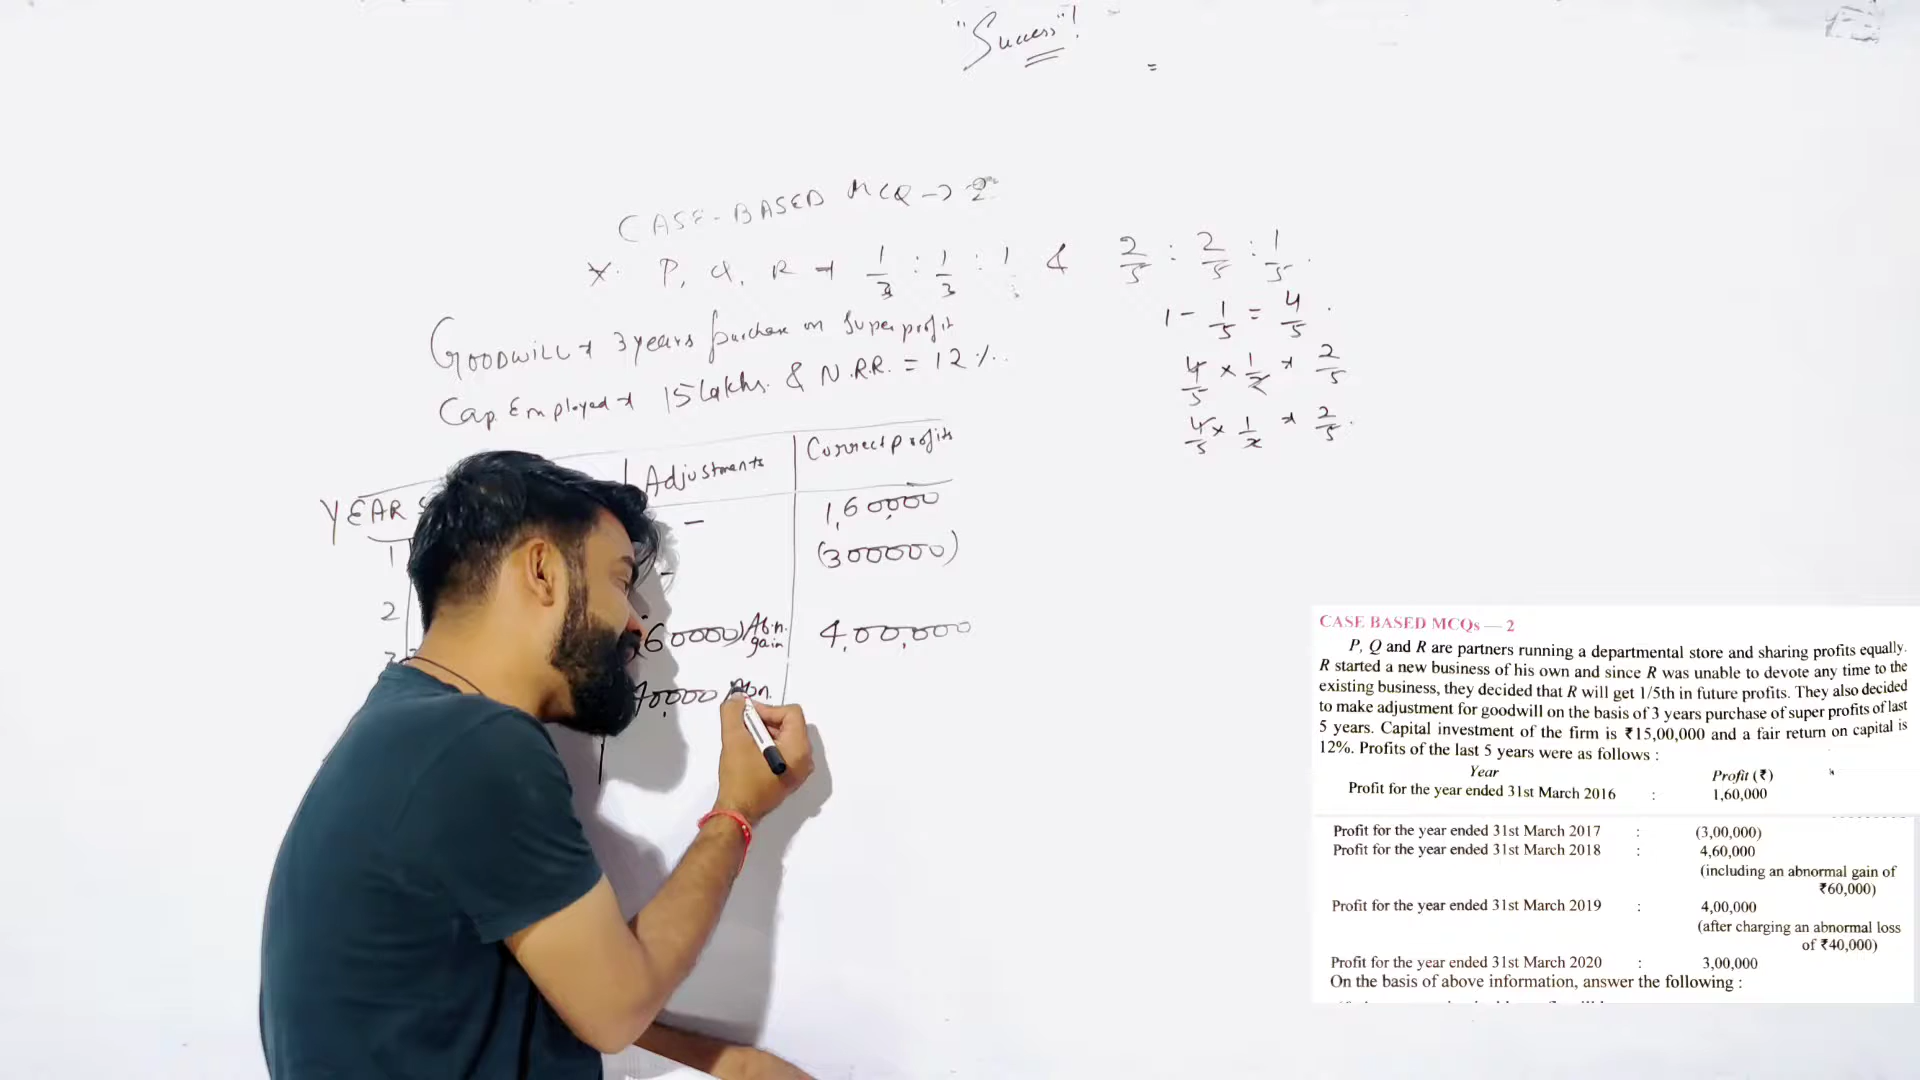 "Success"!
=
CASE-BASED MCQ → 2
* P, Q, R → 1/3 : 1/3 : 1 & 2/5 : 2/5 : 1/5.
1 - 1/5 = 4/5.
GOODWILL → 3 years purchase on super profit
4/5 × 1/2 → 2/5
Cap. Employed → 15 Lakhs. & N.R.R. = 12%.
4/5 × 1/2 → 2/5.
YEAR Adjustments Correct profits
1 - 1,60,000
2 - (300000)
60000) Abn. gain 4,00,000
40,000 Abn.
CASE BASED MCQs — 2
P, Q and R are partners running a departmental store and sharing profits equally.
R started a new business of his own and since R was unable to devote any time to the
existing business, they decided that R will get 1/5th in future profits. They also decided
to make adjustment for goodwill on the basis of 3 years purchase of super profits of last
5 years. Capital investment of the firm is ₹15,00,000 and a fair return on capital is
12%. Profits of the last 5 years were as follows :
Year Profit (₹)
Profit for the year ended 31st March 2016 : 1,60,000
Profit for the year ended 31st March 2017 : (3,00,000)
Profit for the year ended 31st March 2018 : 4,60,000
(including an abnormal gain of
₹60,000)
Profit for the year ended 31st March 2019 : 4,00,000
(after charging an abnormal loss
of ₹40,000)
Profit for the year ended 31st March 2020 : 3,00,000
On the basis of above information, answer the following :